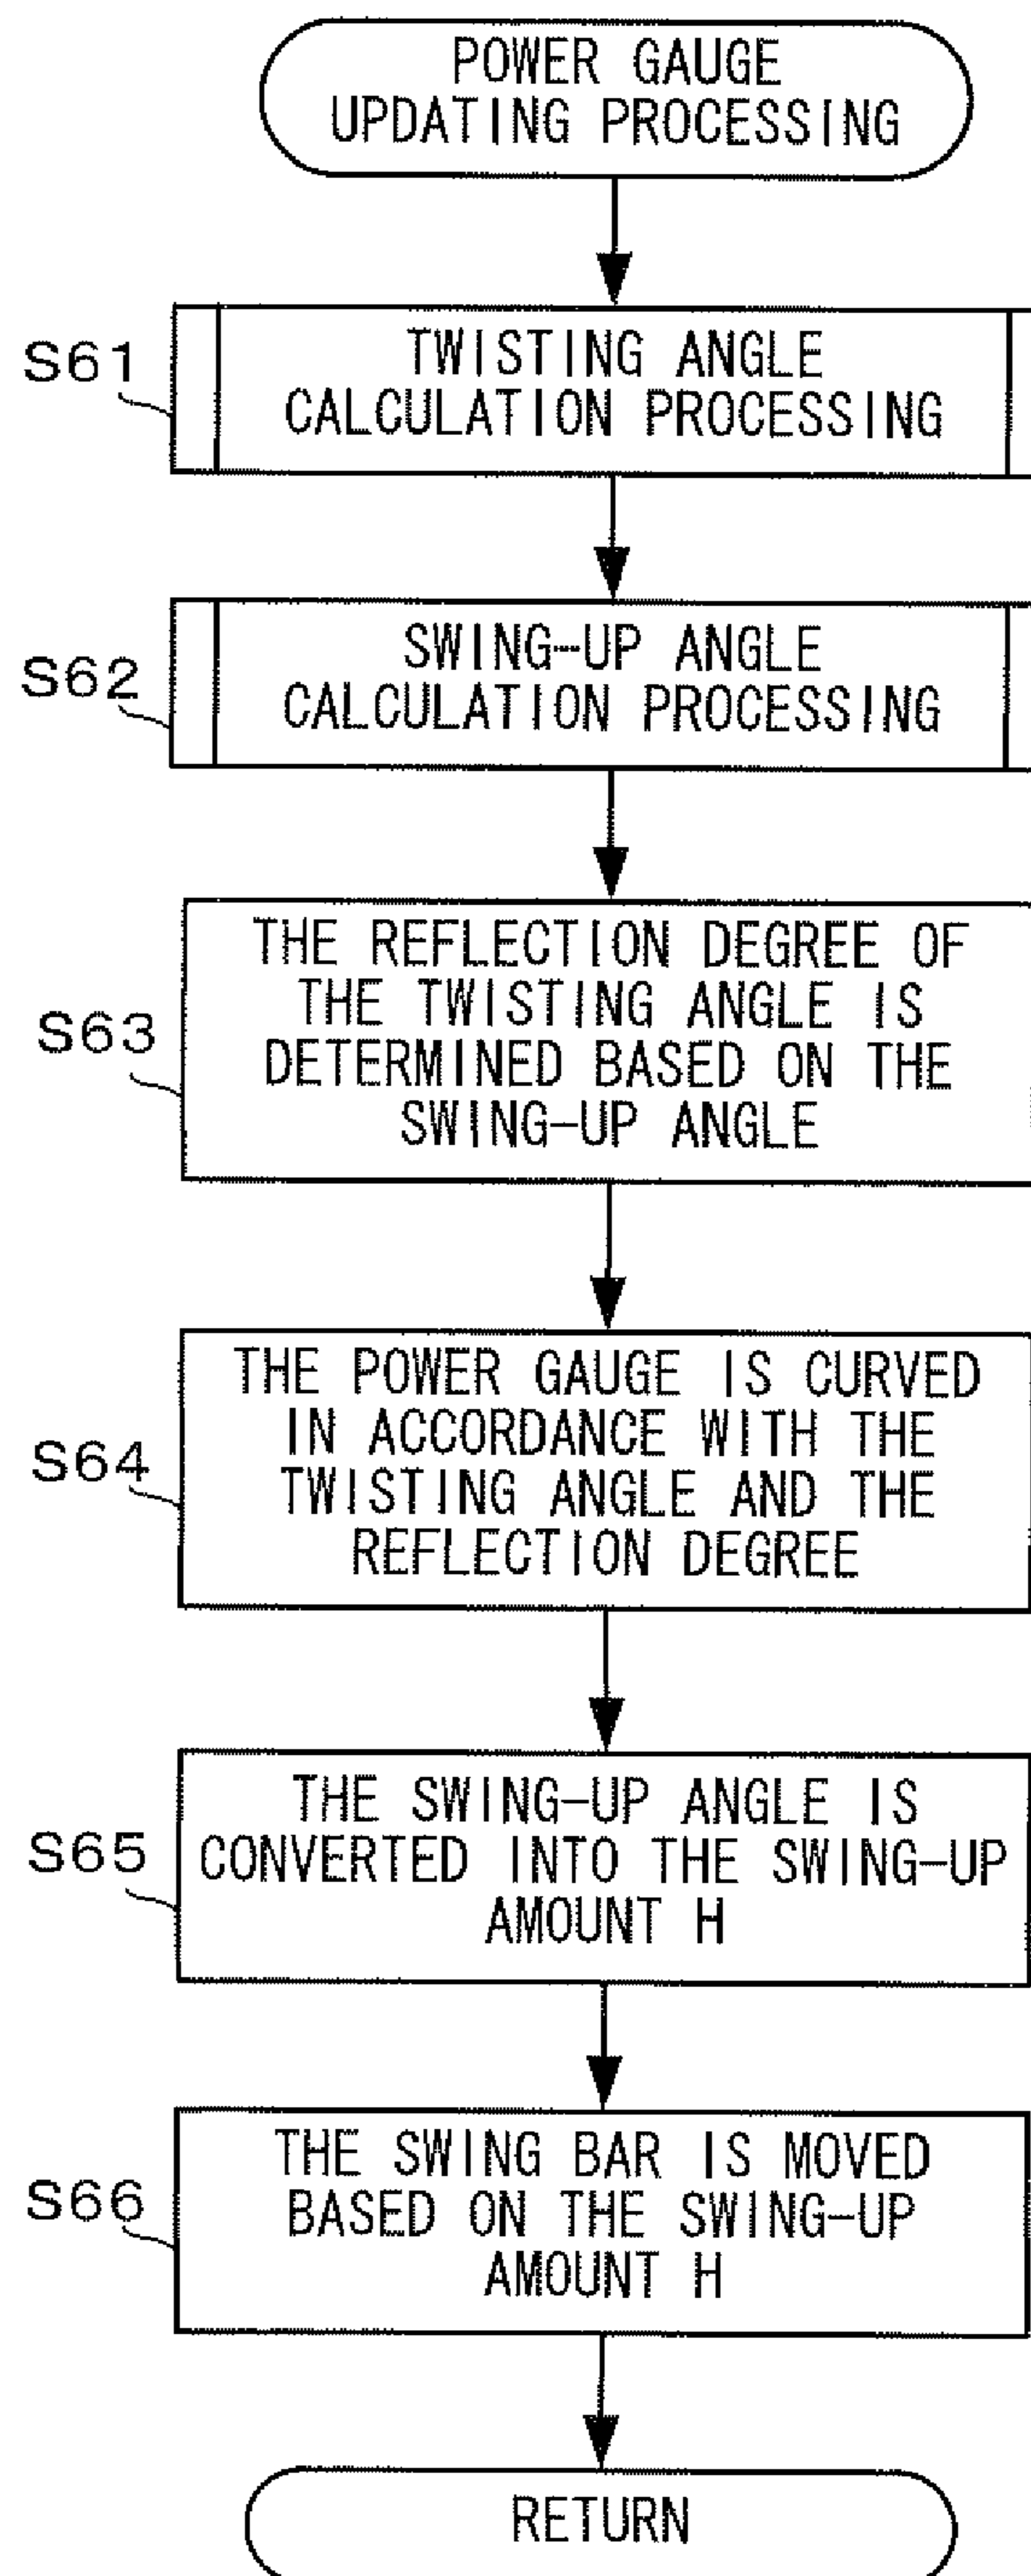 POWER GAUGE
UPDATING PROCESSING
S61
TWISTING ANGLE
CALCULATION PROCESSING
S62
SWING-UP ANGLE
CALCULATION PROCESSING
S63
THE REFLECTION DEGREE OF
THE TWISTING ANGLE IS
DETERMINED BASED ON THE
SWING-UP ANGLE
S64
THE POWER GAUGE IS CURVED
IN ACCORDANCE WITH THE
TWISTING ANGLE AND THE
REFLECTION DEGREE
S65
THE SWING-UP ANGLE IS
CONVERTED INTO THE SWING-UP
AMOUNT H
S66
THE SWING BAR IS MOVED
BASED ON THE SWING-UP
AMOUNT H
RETURN